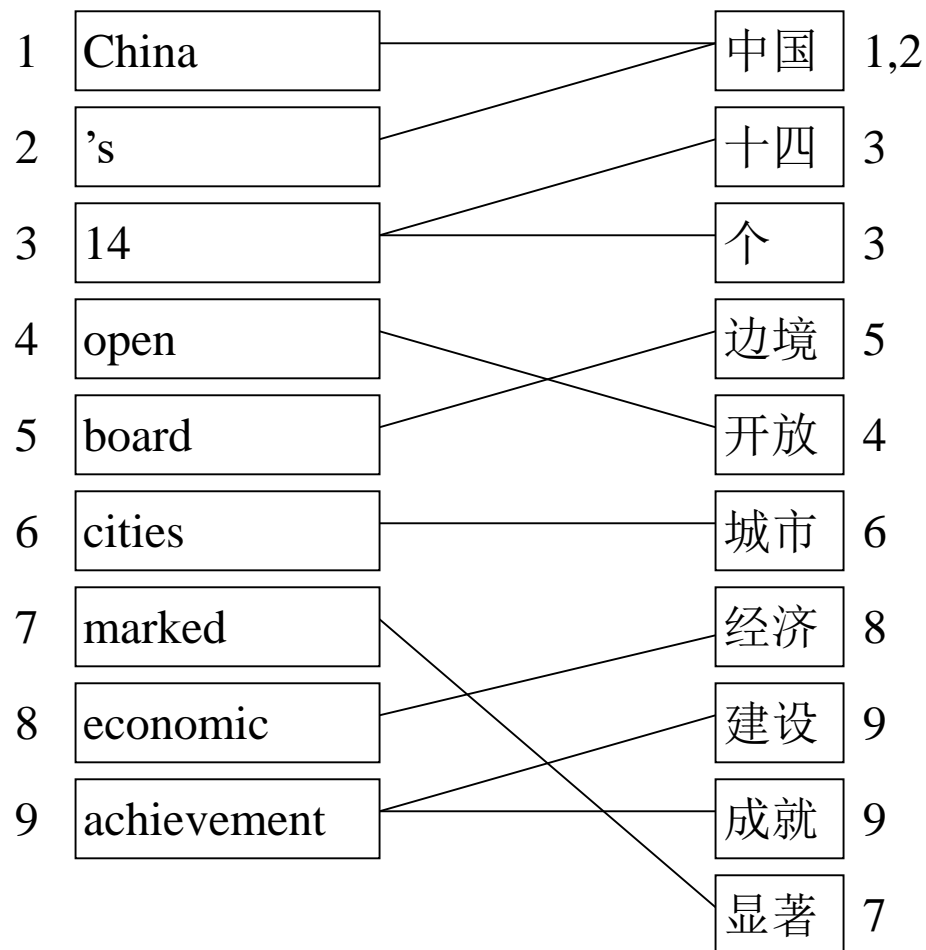 1 China 中国 1,2
2 ’s 十四 3
3 14 个 3
4 open 边境 5
5 board 开放 4
6 cities 城市 6
7 marked 经济 8
8 economic 建设 9
9 achievement 成就 9
显著 7